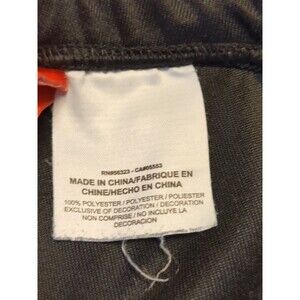 RN#56323 - CA#05553
MADE IN CHINA/FABRIQUE EN
CHINE/HECHO EN CHINA
100% POLYESTER / POLYESTER / POLIESTER
EXCLUSIVE OF DECORATION / DECORATION
NON COMPRISE / NO INCLUYE LA
DECORACION